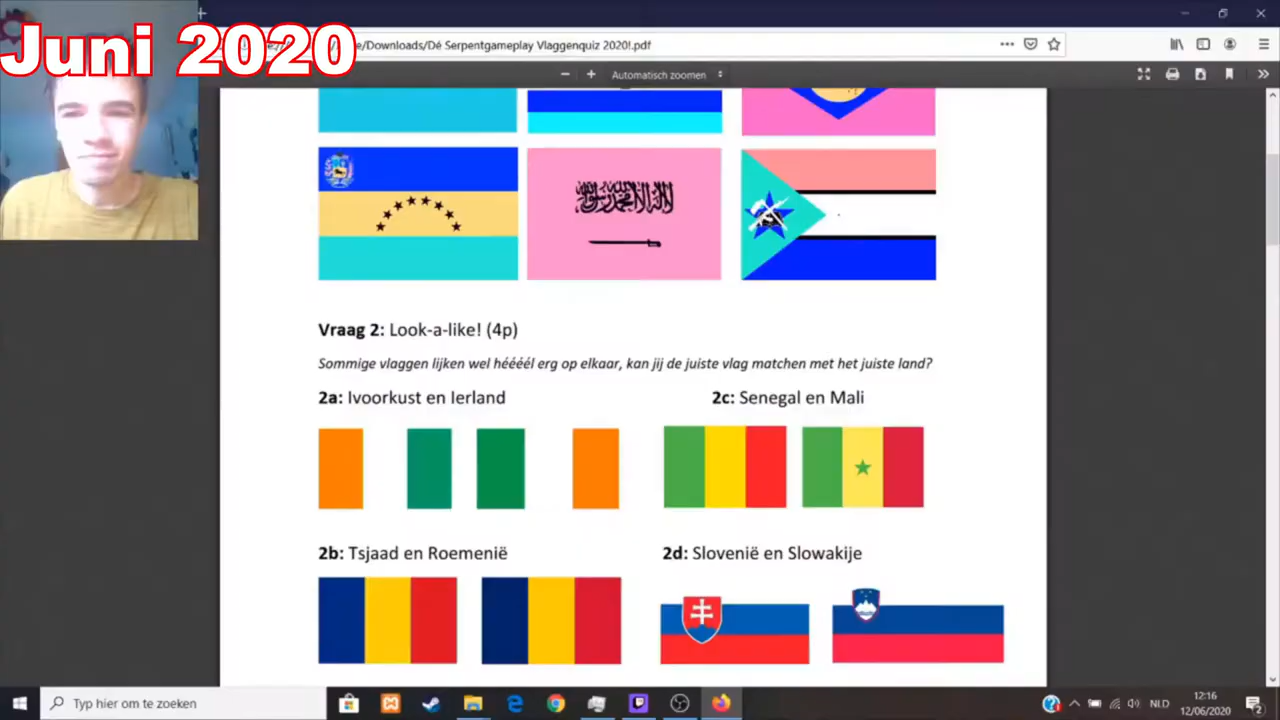 Juni 2020
e/Downloads/Dé Serpentgameplay Vlaggenquiz 2020!.pdf
Automatisch zoomen
Vraag 2: Look-a-like! (4p)
Sommige vlaggen lijken wel héééél erg op elkaar, kan jij de juiste vlag matchen met het juiste land?
2a: Ivoorkust en Ierland
2c: Senegal en Mali
2b: Tsjaad en Roemenië
2d: Slovenië en Slowakije
Typ hier om te zoeken
NLD
12:16
12/06/2020
2